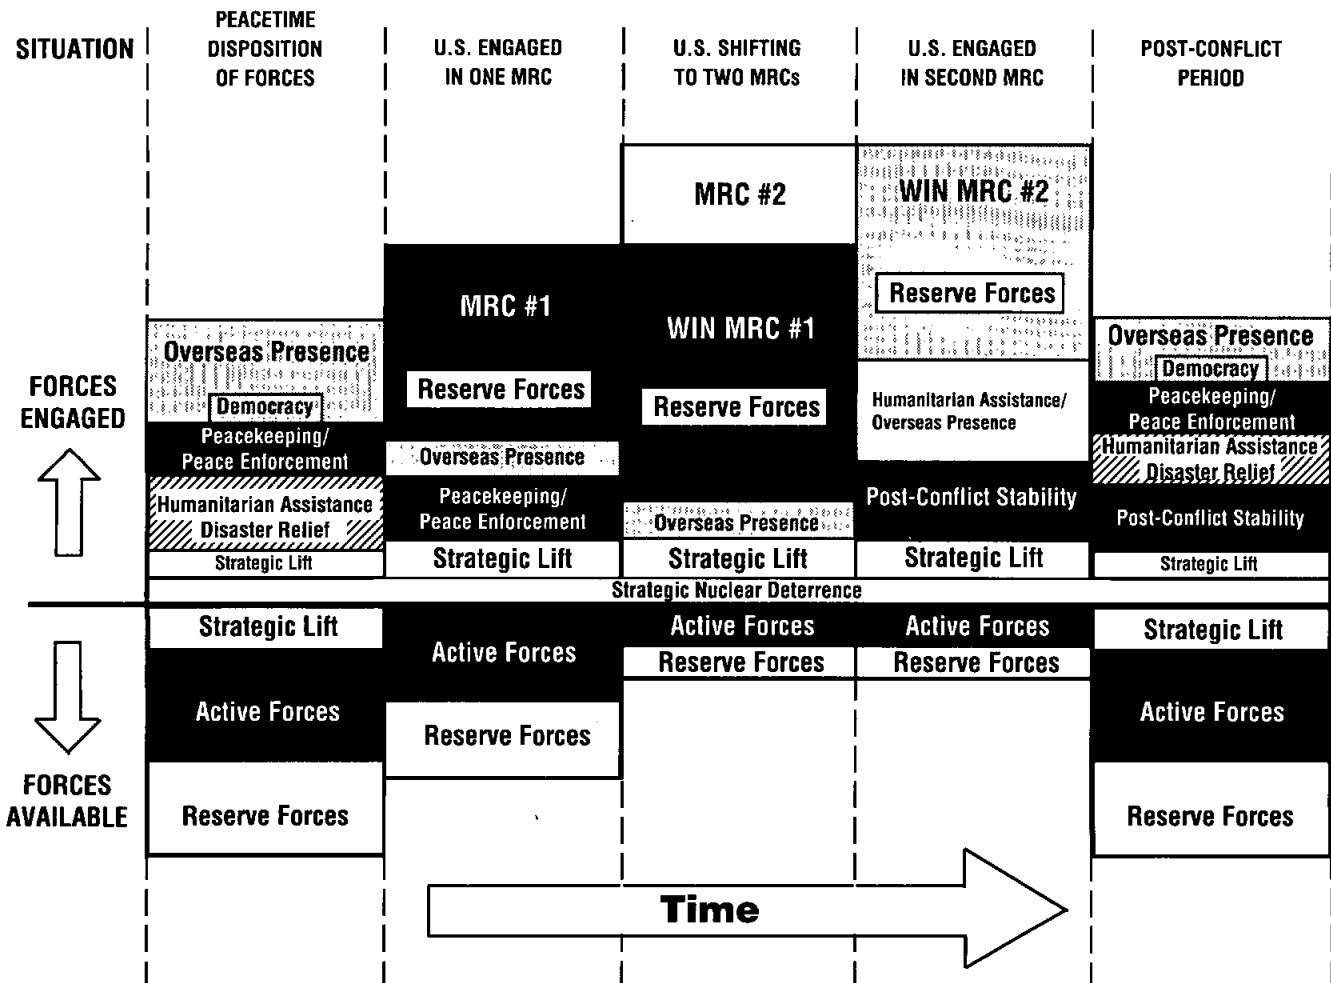 SITUATION
PEACETIME
DISPOSITION
OF FORCES
U.S. ENGAGED
IN ONE MRC
U.S. SHIFTING
TO TWO MRCs
U.S. ENGAGED
IN SECOND MRC
POST-CONFLICT
PERIOD
FORCES
ENGAGED
Overseas Presence
Democracy
Peacekeeping/
Peace Enforcement
Humanitarian Assistance
Disaster Relief
Strategic Lift
MRC #1
Reserve Forces
Overseas Presence
Peacekeeping/
Peace Enforcement
Strategic Lift
MRC #2
WIN MRC #1
Reserve Forces
Overseas Presence
Strategic Lift
WIN MRC #2
Reserve Forces
Humanitarian Assistance/
Overseas Presence
Post-Conflict Stability
Strategic Lift
Overseas Presence
Democracy
Peacekeeping/
Peace Enforcement
Humanitarian Assistance
Disaster Relief
Post-Conflict Stability
Strategic Lift
Strategic Nuclear Deterrence
FORCES
AVAILABLE
Strategic Lift
Active Forces
Reserve Forces
Active Forces
Reserve Forces
Active Forces
Reserve Forces
Active Forces
Reserve Forces
Strategic Lift
Active Forces
Reserve Forces
Time